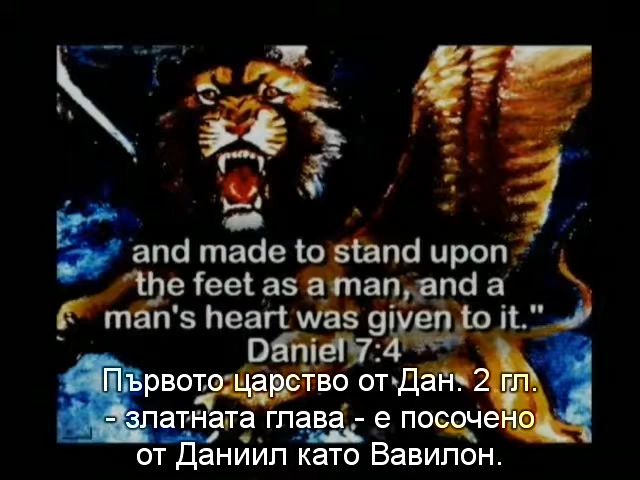 and made to stand upon
the feet as a man, and a
man's heart was given to it."
Daniel 7:4
Първото царство от Дан. 2 гл.
- златната глава - е посочено
от Даниил като Вавилон.